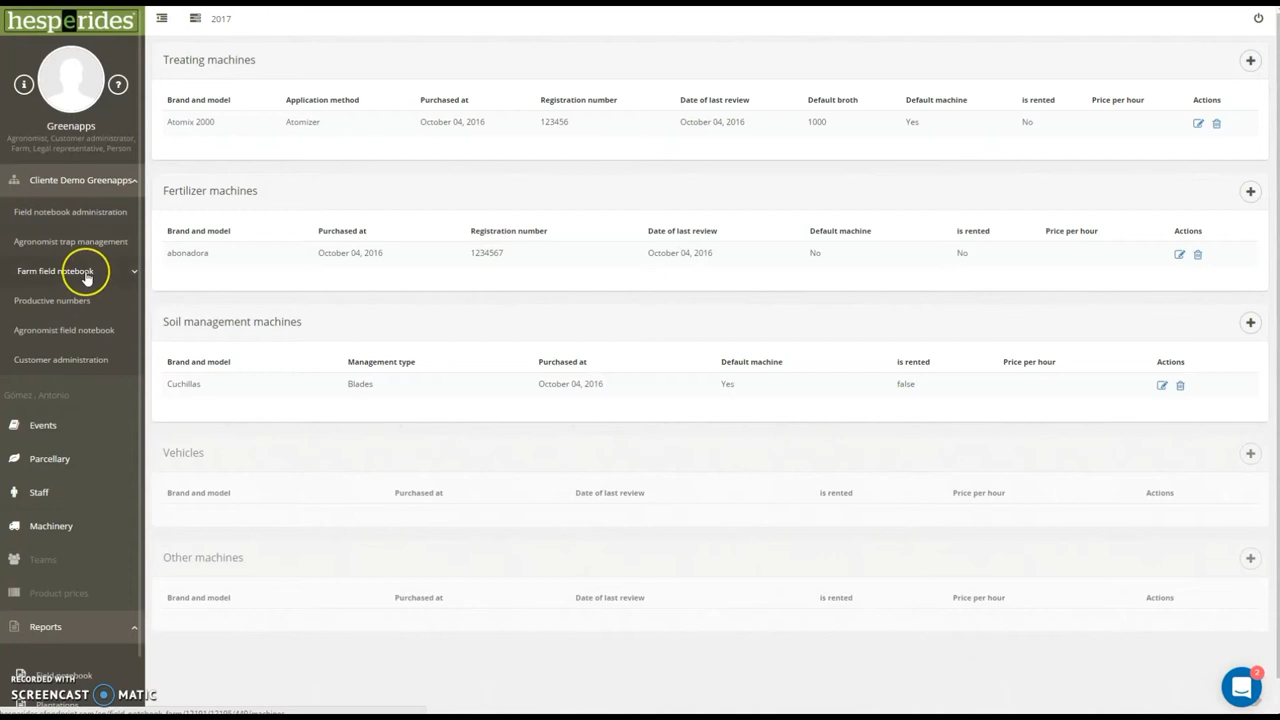 hesperides
2017
Greenapps
Agronomist, Customer administrator,
Farm, Legal representative, Person
Cliente Demo Greenapps
Field notebook administration
Agronomist trap management
Farm field notebook
Productive numbers
Agronomist field notebook
Customer administration
Gómez , Antonio
Events
Parcellary
Staff
Machinery
Teams
Product prices
Reports
Field notebook
Plantations
RECORDED WITH
SCREENCAST MATIC
Treating machines
Brand and model Application method Purchased at Registration number Date of last review Default broth Default machine is rented Price per hour Actions
Atomix 2000 Atomizer October 04, 2016 123456 October 04, 2016 1000 Yes No
Fertilizer machines
Brand and model Purchased at Registration number Date of last review Default machine is rented Price per hour Actions
abonadora October 04, 2016 1234567 October 04, 2016 No No
Soil management machines
Brand and model Management type Purchased at Default machine is rented Price per hour Actions
Cuchillas Blades October 04, 2016 Yes false
Vehicles
Brand and model Purchased at Date of last review is rented Price per hour Actions
Other machines
Brand and model Purchased at Date of last review is rented Price per hour Actions
2